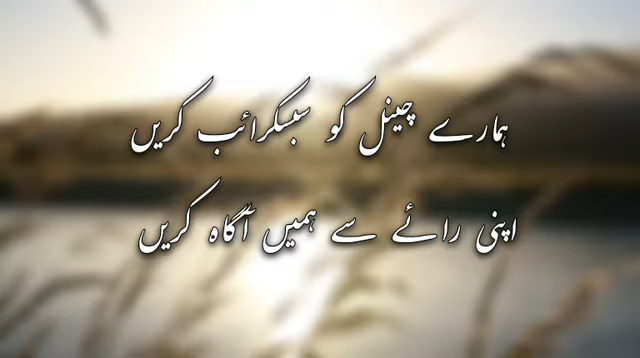 ہمارے چینل کو سبسکرائب کریں
اپنی رائے سے ہمیں آگاہ کریں